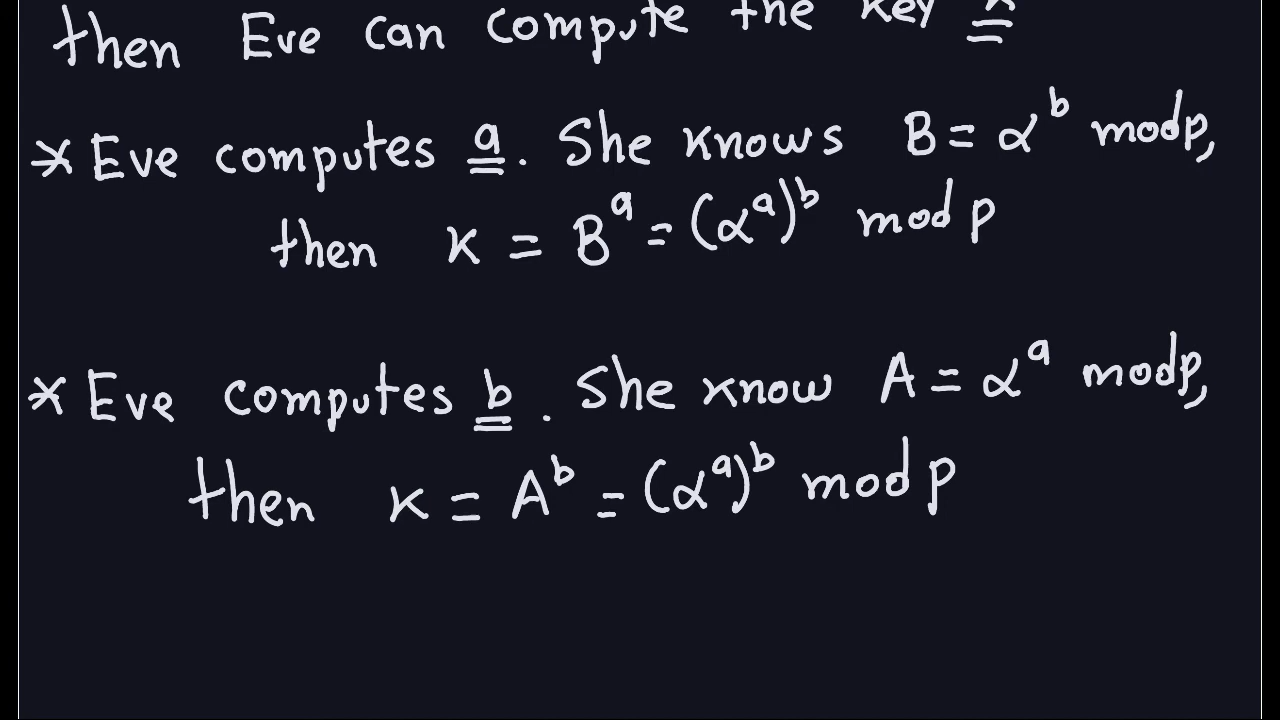 then Eve can compute the key K
* Eve computes a. She knows B = α^b mod p,
then K = B^a = (α^a)^b mod p
* Eve computes b. She know A = α^a mod p,
then K = A^b = (α^a)^b mod p